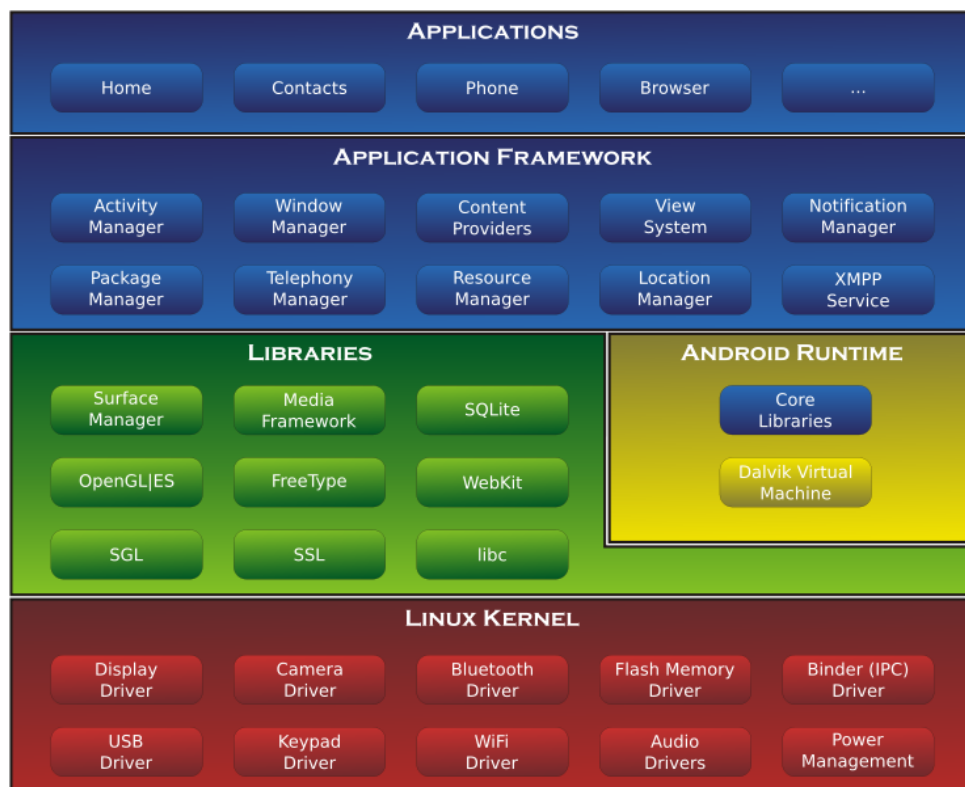 APPLICATIONS
Home
Contacts
Phone
Browser
...
APPLICATION FRAMEWORK
Activity
Manager
Window
Manager
Content
Providers
View
System
Notification
Manager
Package
Manager
Telephony
Manager
Resource
Manager
Location
Manager
XMPP
Service
LIBRARIES
Surface
Manager
Media
Framework
SQLite
OpenGL|ES
FreeType
WebKit
SGL
SSL
libc
ANDROID RUNTIME
Core
Libraries
Dalvik Virtual
Machine
LINUX KERNEL
Display
Driver
Camera
Driver
Bluetooth
Driver
Flash Memory
Driver
Binder (IPC)
Driver
USB
Driver
Keypad
Driver
WiFi
Driver
Audio
Drivers
Power
Management